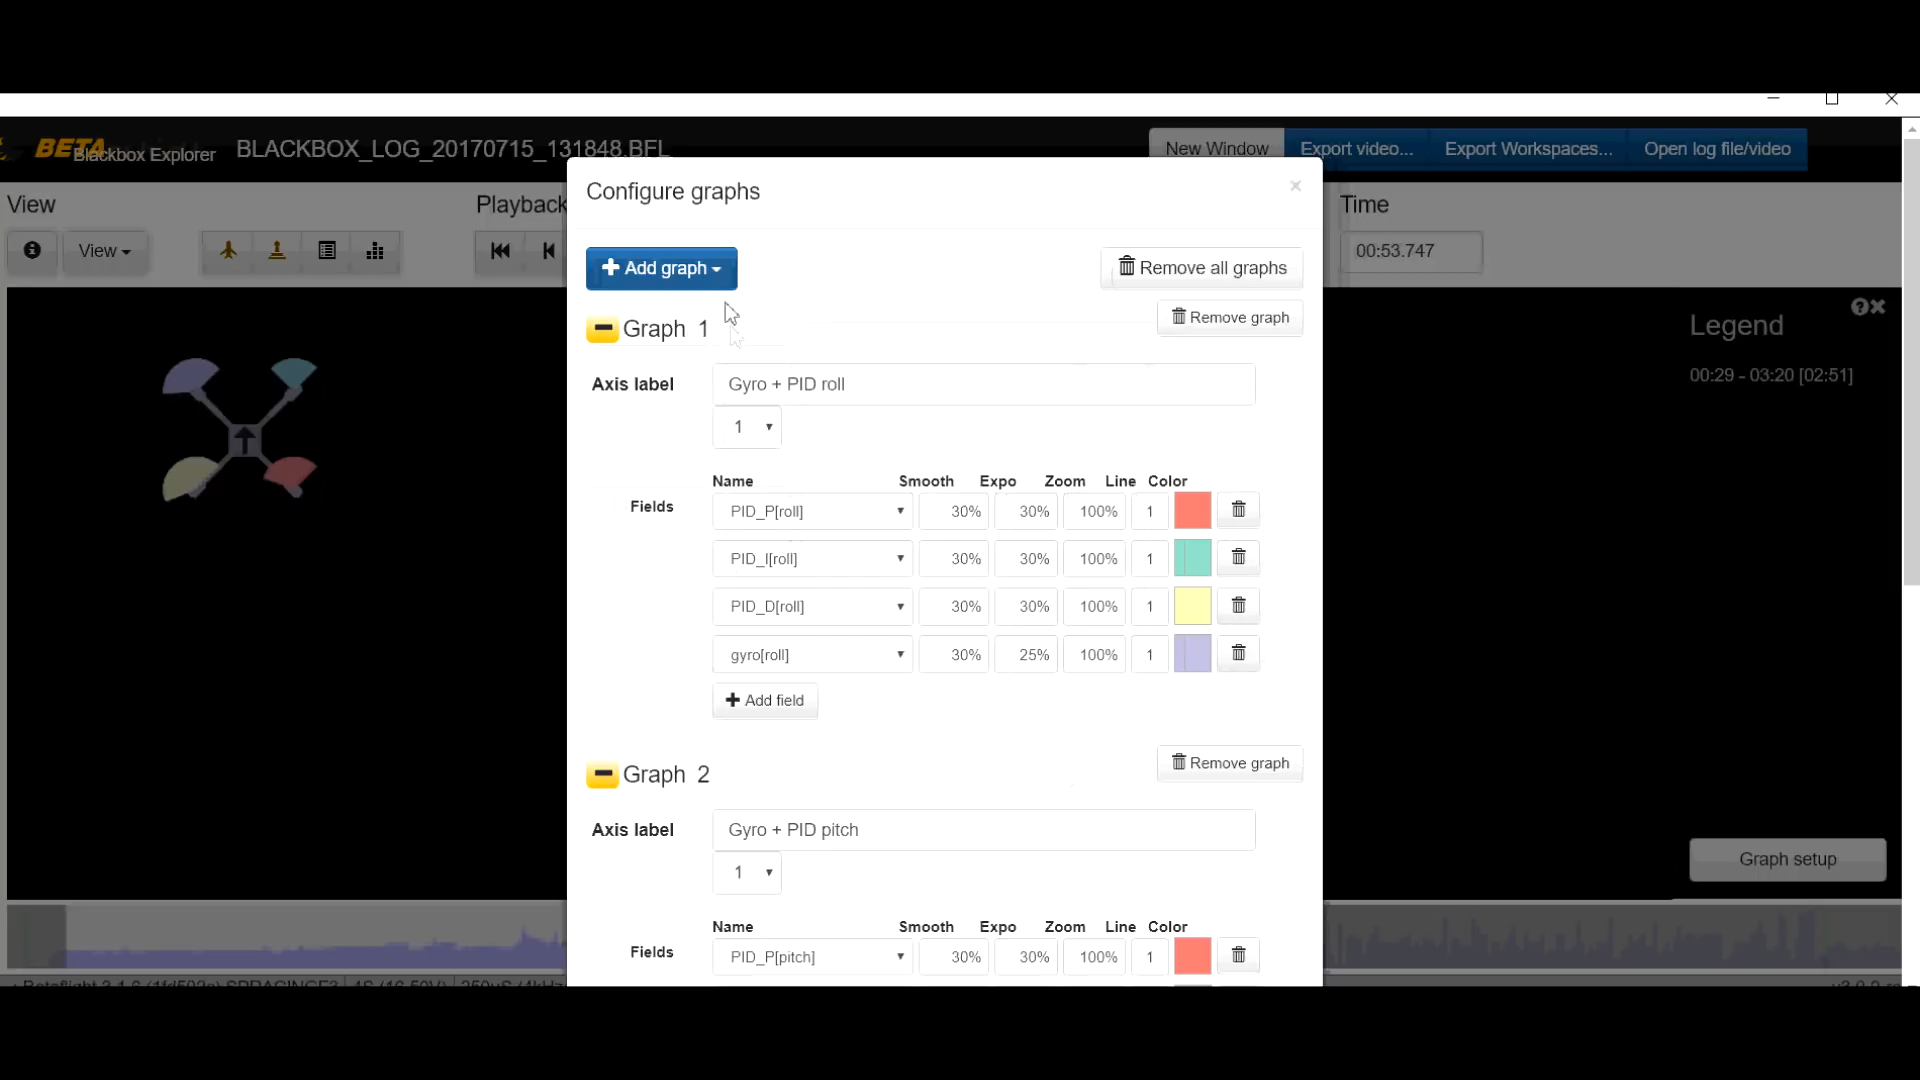 BETA
Blackbox Explorer
BLACKBOX_LOG_20170715_131848.BFL
New Window
Export video...
Export Workspaces...
Open log file/video
View
Playback
Time
View
00:53.747
Configure graphs
Add graph
Remove all graphs
Graph 1
Remove graph
Axis label
Gyro + PID roll
1
Name Smooth Expo Zoom Line Color
Fields
PID_P[roll] 30% 30% 100% 1
PID_I[roll] 30% 30% 100% 1
PID_D[roll] 30% 30% 100% 1
gyro[roll] 30% 25% 100% 1
Add field
Graph 2
Remove graph
Axis label
Gyro + PID pitch
1
Name Smooth Expo Zoom Line Color
Fields
PID_P[pitch] 30% 30% 100% 1
Legend
00:29 - 03:20 [02:51]
Graph setup